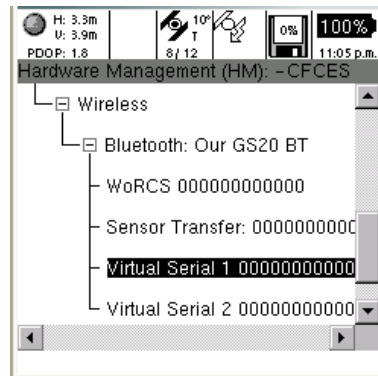 H: 3.3m
V: 3.9m
PDOP: 1.8
10°
T
8/ 12
0%
100%
11:05 p.m.
Hardware Management (HM): -CFCES
Wireless
Bluetooth: Our GS20 BT
WoRCS 000000000000
Sensor Transfer: 0000000000
Virtual Serial 1 00000000000
Virtual Serial 2 00000000000